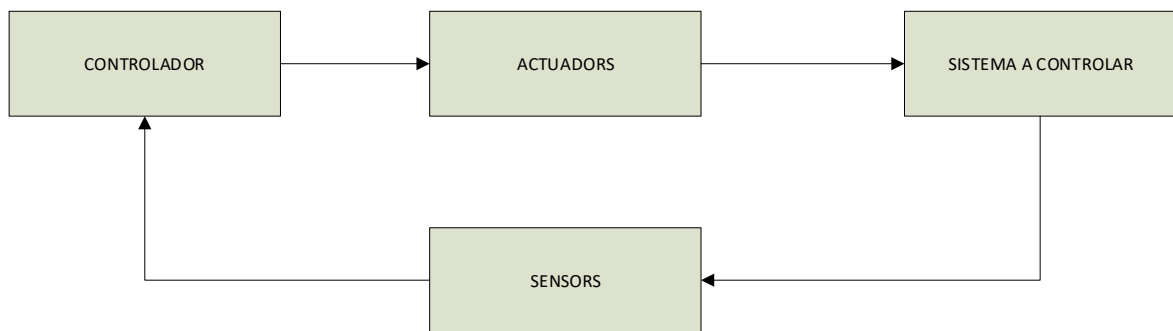 CONTROLADOR
ACTUADORS
SISTEMA A CONTROLAR
SENSORS